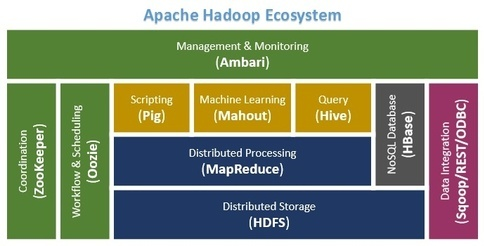 Apache Hadoop Ecosystem
Management & Monitoring
(Ambari)
Coordination
(ZooKeeper)
Workflow & Scheduling
(Oozie)
Scripting
(Pig)
Machine Learning
(Mahout)
Query
(Hive)
Distributed Processing
(MapReduce)
NoSQL Database
(HBase)
Data Integration
(Sqoop/REST/ODBC)
Distributed Storage
(HDFS)